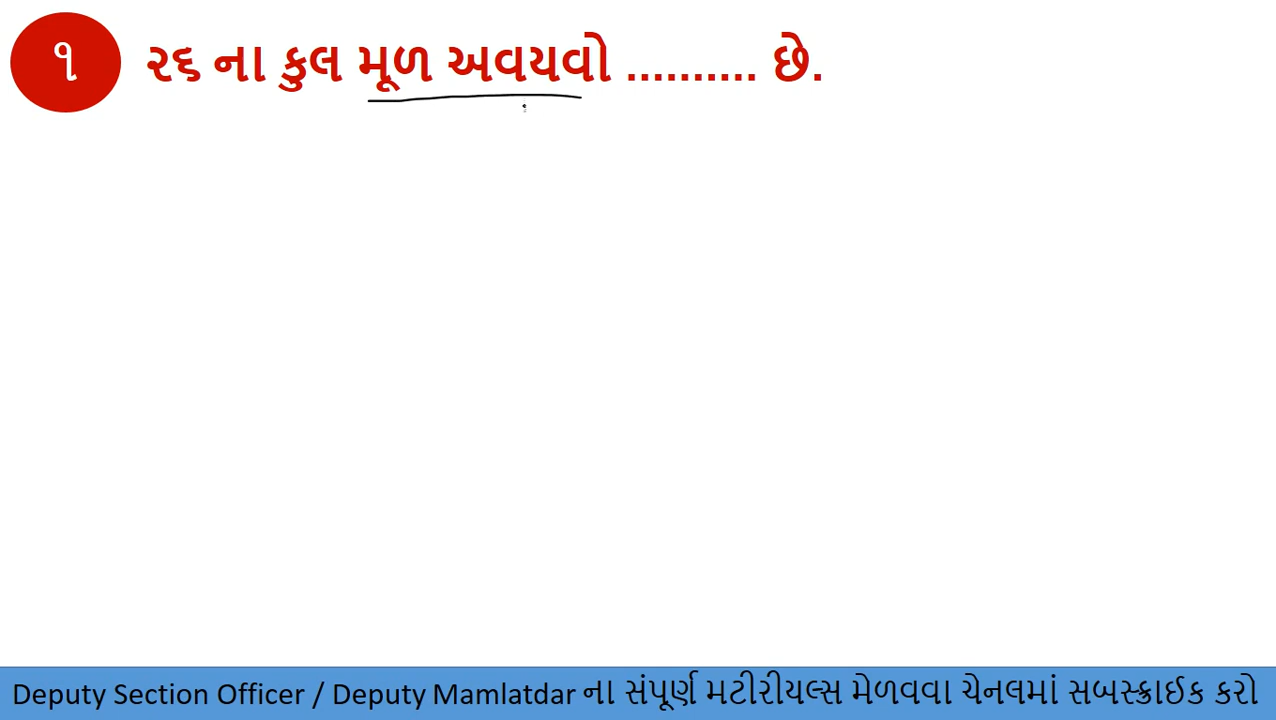 ૧
૨૬ ના કુલ મૂળ અવયવો .......... છે.
Deputy Section Officer / Deputy Mamlatdar ના સંપૂર્ણ મટીરીયલ્સ મેળવવા ચેનલમાં સબસ્ક્રાઈક કરો